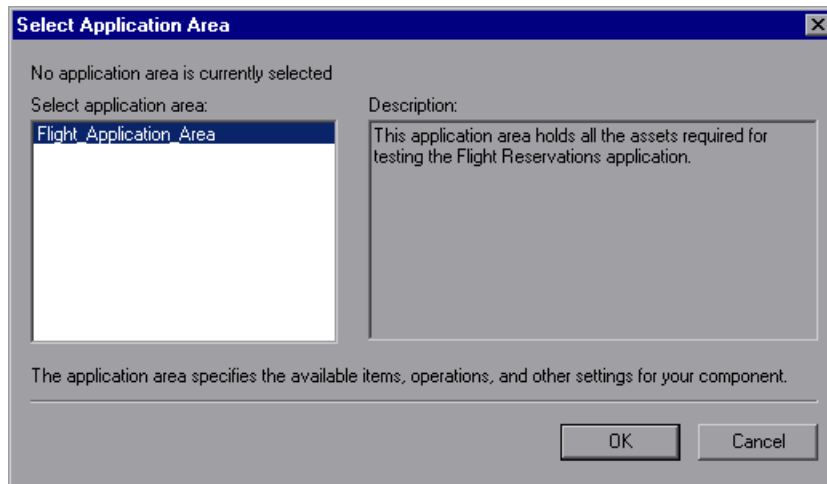 Select Application Area
No application area is currently selected
Select application area:
Description:
Flight_Application_Area
This application area holds all the assets required for
testing the Flight Reservations application.
The application area specifies the available items, operations, and other settings for your component.
OK
Cancel